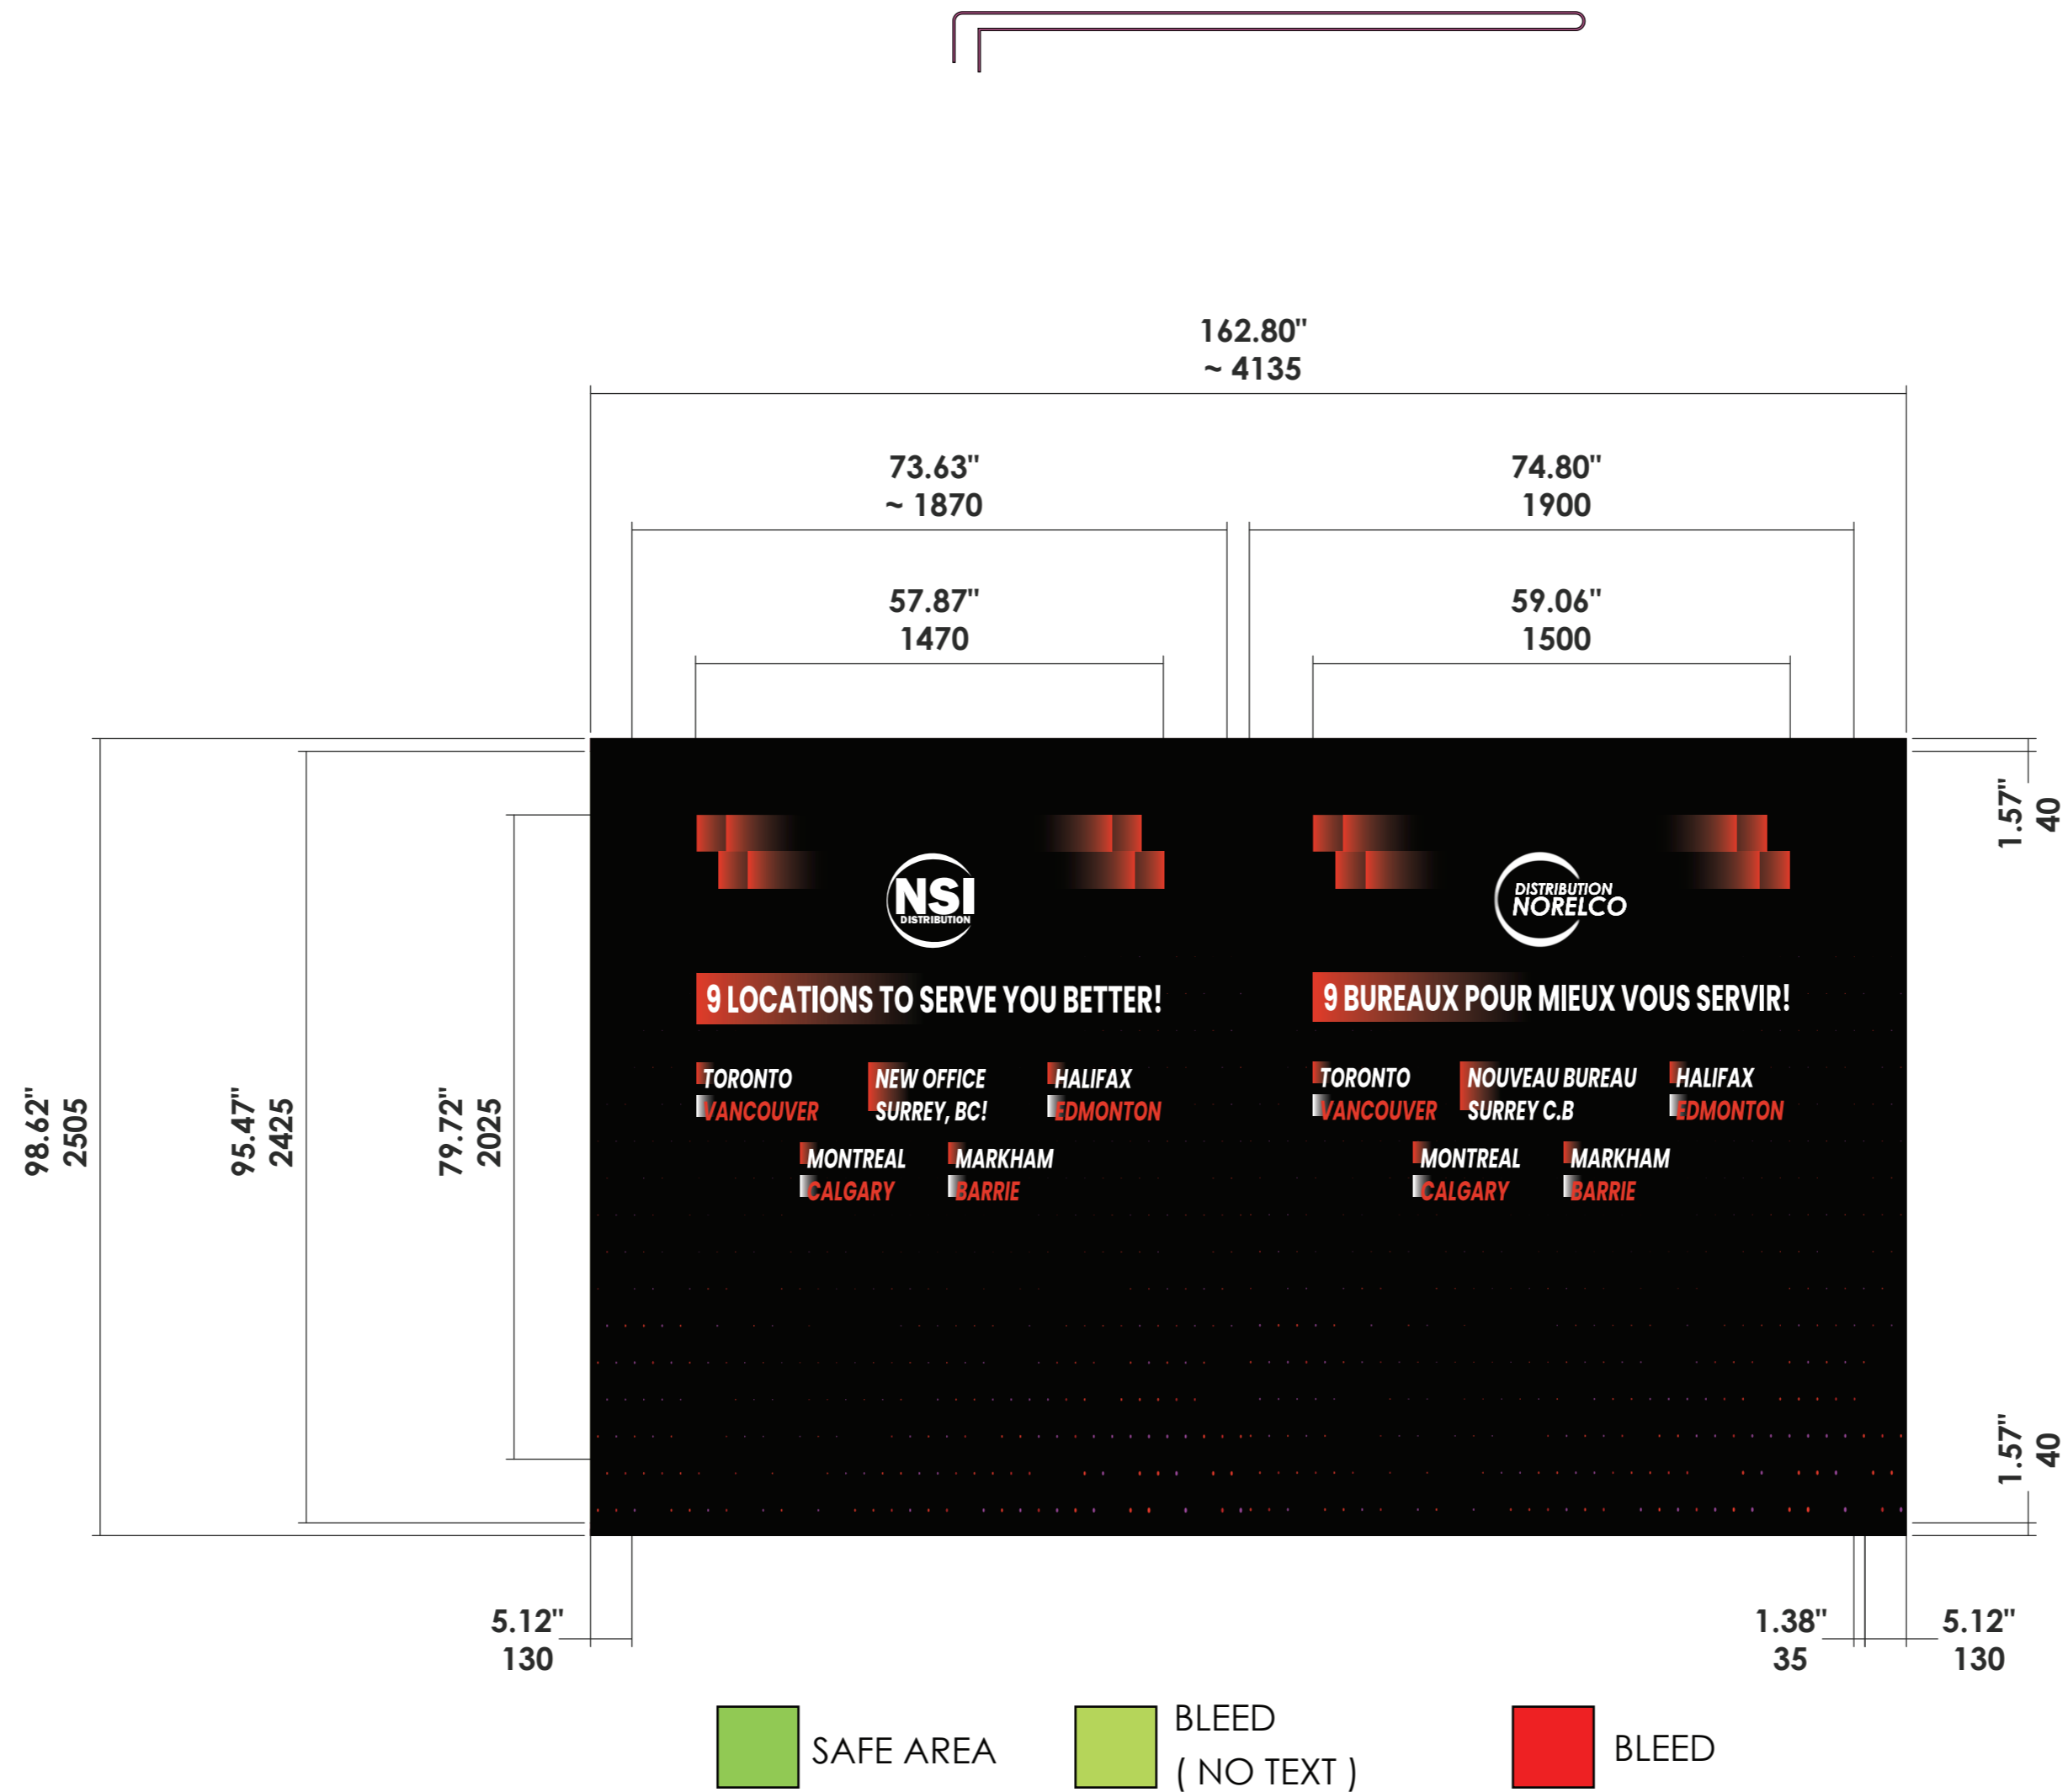 162.80"
~ 4135
73.63"
~ 1870
74.80"
1900
57.87"
1470
59.06"
1500
98.62"
2505
95.47"
2425
79.72"
2025
1.57"
40
NSI
DISTRIBUTION
9 LOCATIONS TO SERVE YOU BETTER!
TORONTO
VANCOUVER
NEW OFFICE
SURREY, BC!
HALIFAX
EDMONTON
MONTREAL
CALGARY
MARKHAM
BARRIE
DISTRIBUTION
NORELCO
9 BUREAUX POUR MIEUX VOUS SERVIR!
TORONTO
VANCOUVER
NOUVEAU BUREAU
SURREY C.B
HALIFAX
EDMONTON
MONTREAL
CALGARY
MARKHAM
BARRIE
1.57"
40
5.12"
130
1.38"
35
5.12"
130
SAFE AREA
BLEED
( NO TEXT )
BLEED